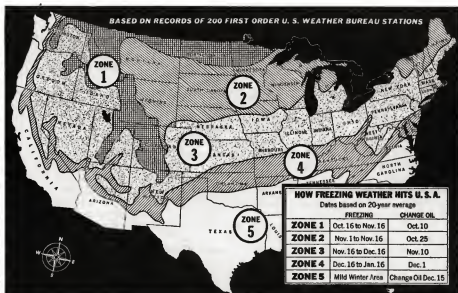 BASED ON RECORDS OF 200 FIRST ORDER U. S. WEATHER BUREAU STATIONS
ZONE
1
ZONE
2
ZONE
3
ZONE
4
ZONE
5
OREGON
NEVADA
CALIFORNIA
ARIZONA
NEBRASKA
IOWA
ILLINOIS
INDIANA
OHIO
KANSAS
MISSOURI
NEW YORK
NORTH
CAROLINA
TEXAS
N
E
S
W
HOW FREEZING WEATHER HITS U. S. A.
Dates based on 20-year average
FREEZING CHANGE OIL
ZONE 1 Oct. 16 to Nov. 16 Oct. 10
ZONE 2 Nov. 1 to Nov. 16 Oct. 25
ZONE 3 Nov. 16 to Dec. 16 Nov. 10
ZONE 4 Dec. 16 to Jan. 16 Dec. 1
ZONE 5 Mild Winter Area Change Oil Dec. 15